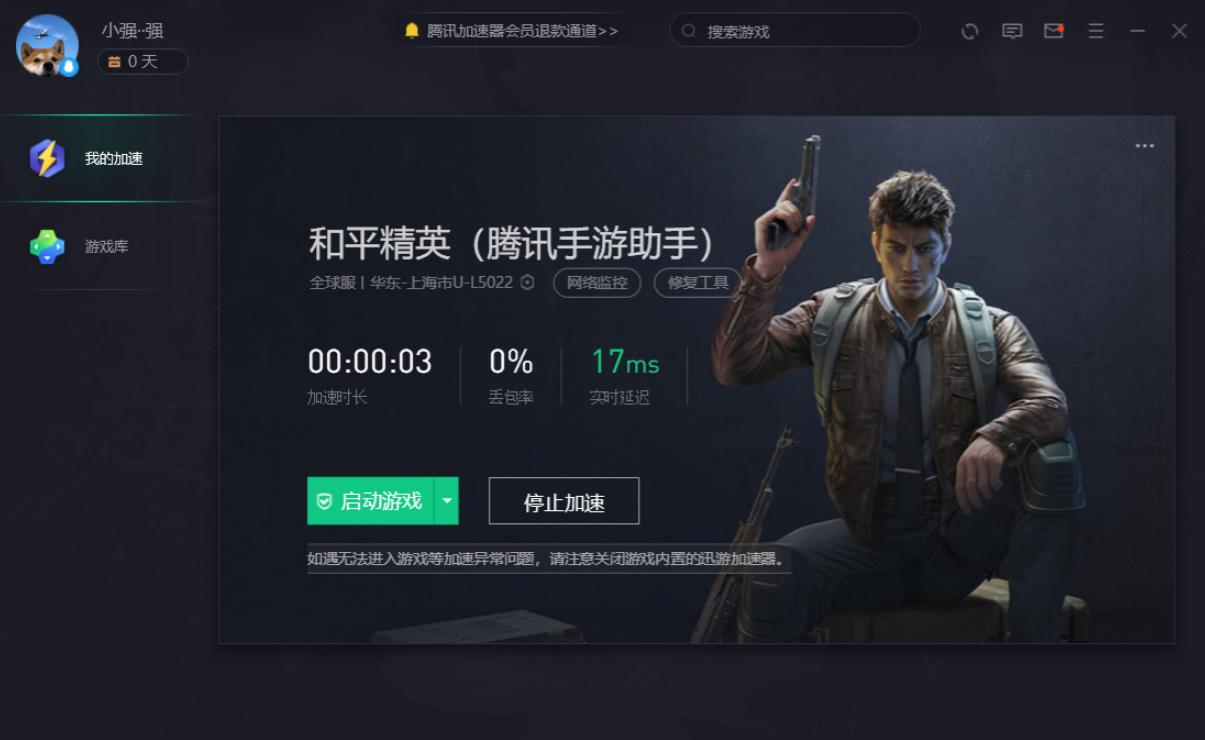 小强··强
0 天
腾讯加速器会员退款通道>>
搜索游戏
我的加速
游戏库
和平精英（腾讯手游助手）
全球服 | 华东-上海市U-L5022
网络监控
修复工具
00:00:03
0%
17ms
加速时长
丢包率
实时延迟
启动游戏
停止加速
如遇无法进入游戏等加速异常问题，请注意关闭游戏内置的迅游加速器。